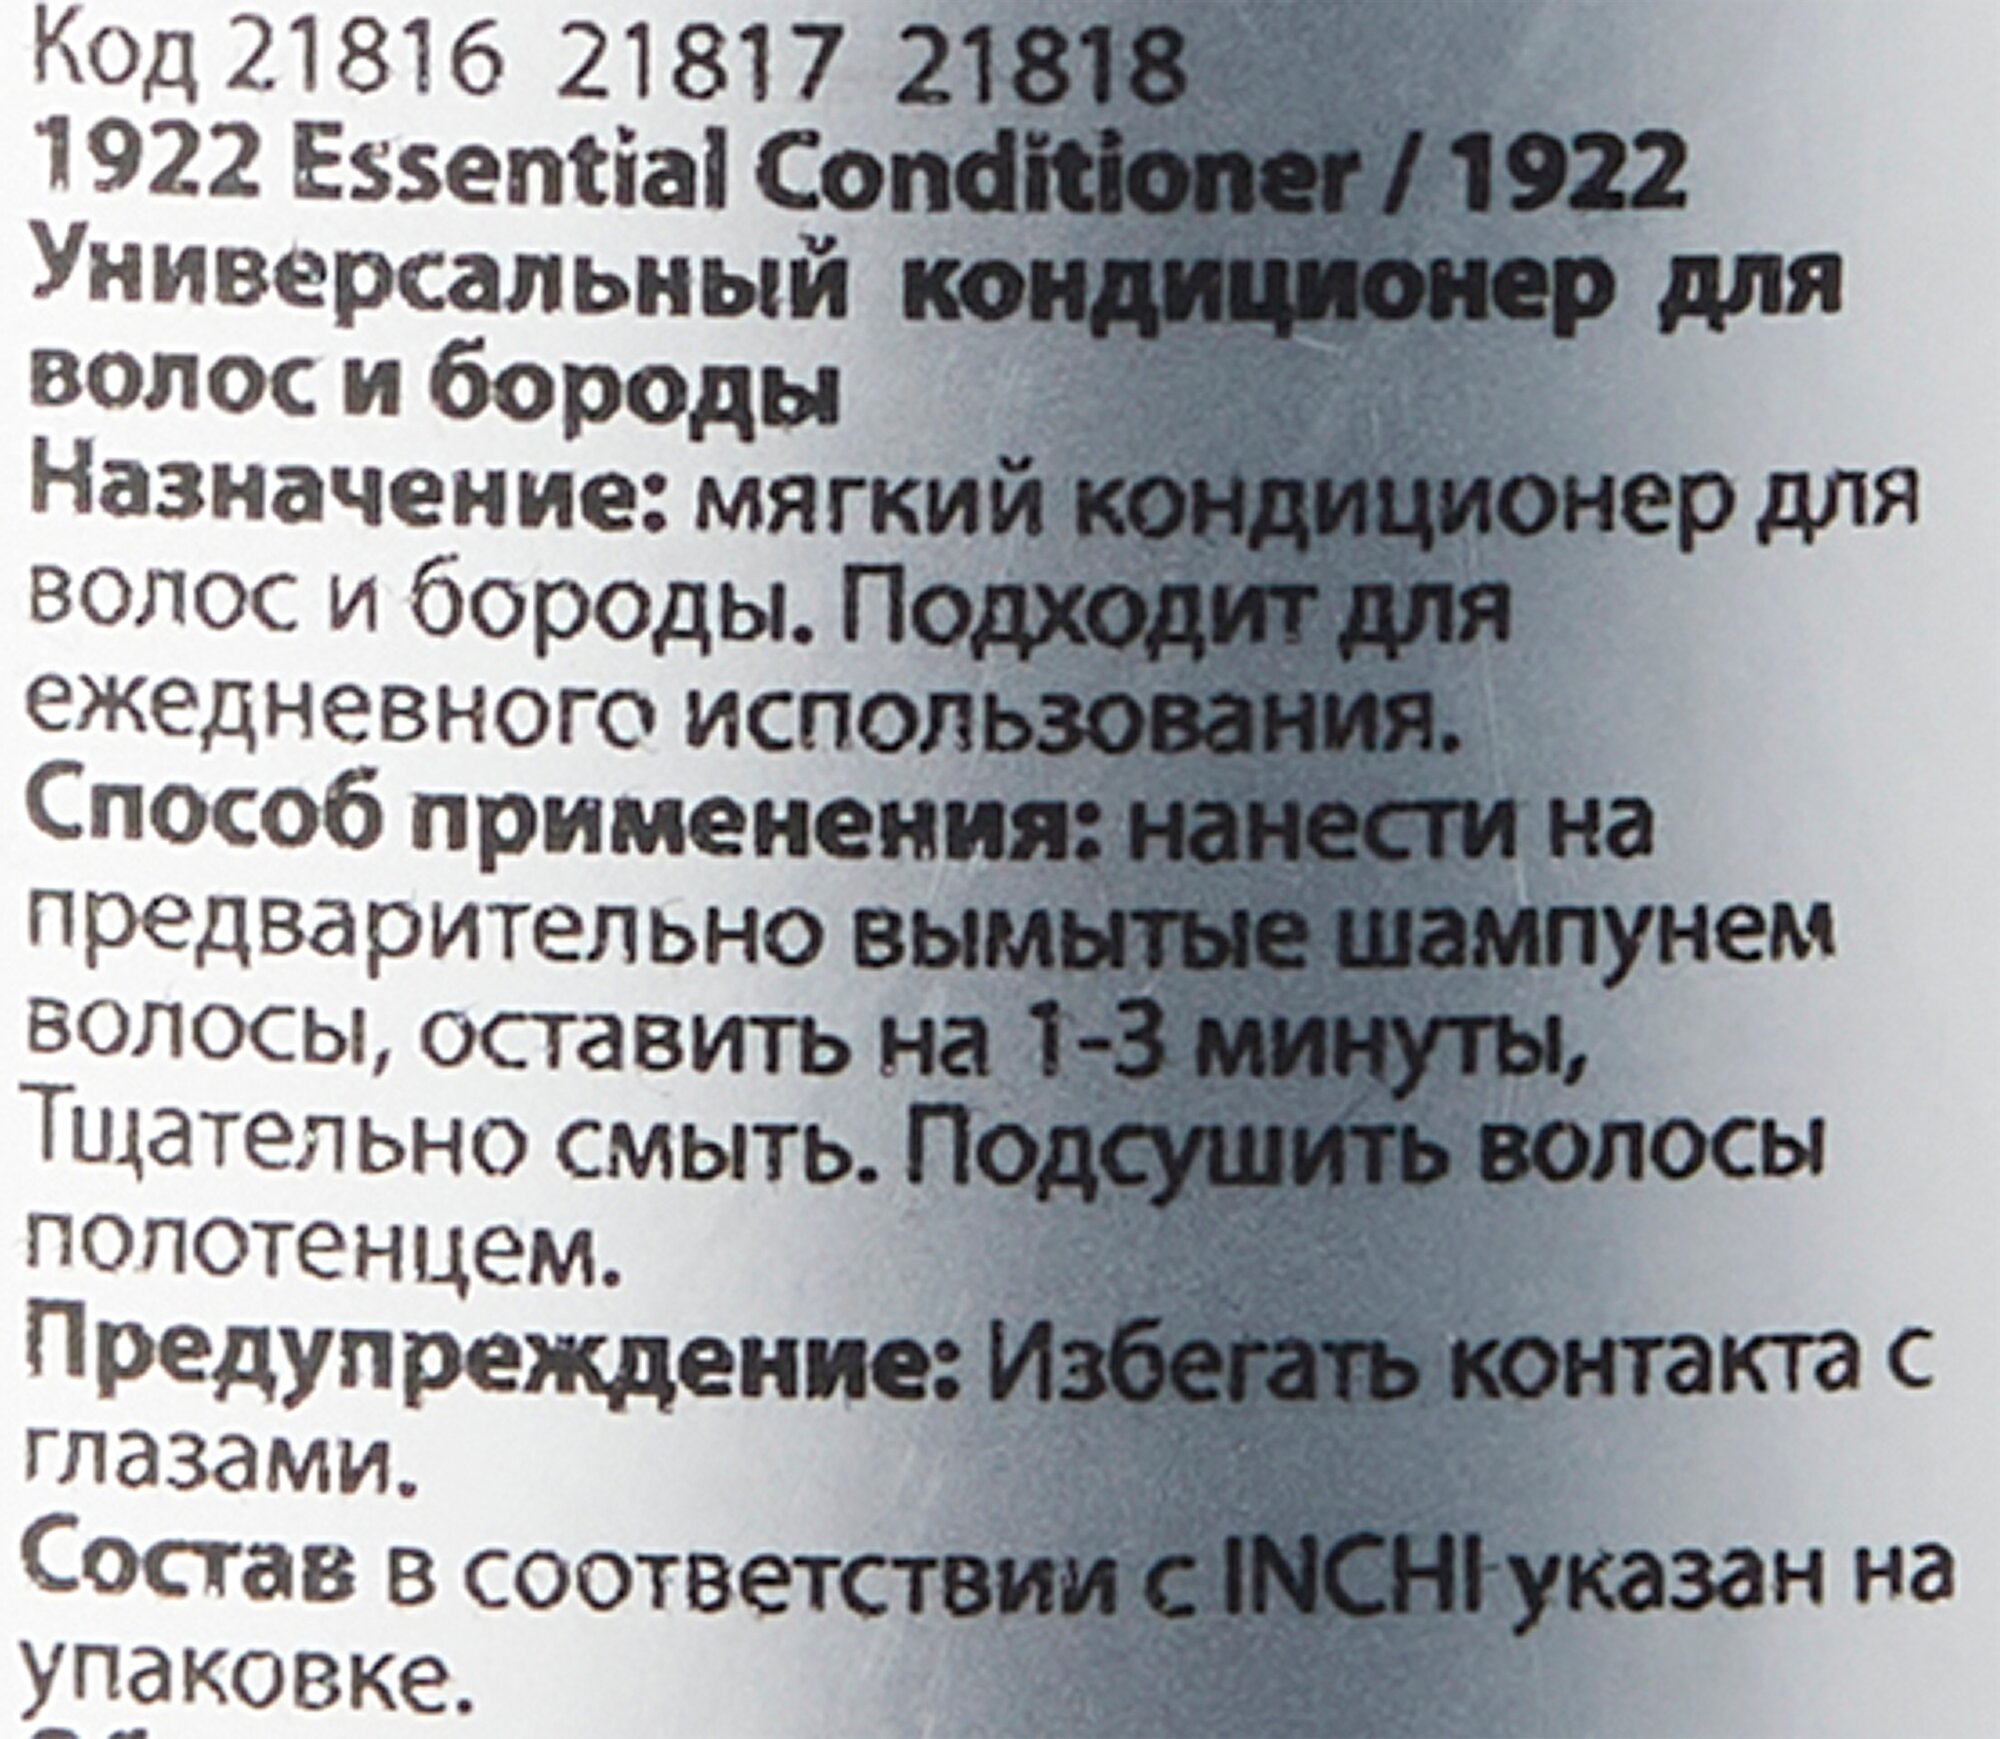 Код 21816 21817 21818
1922 Essential Conditioner / 1922
Универсальный кондиционер для
волос и бороды
Назначение: мягкий кондиционер для
волос и бороды. Подходит для
ежедневного использования.
Способ применения: нанести на
предварительно вымытые шампунем
волосы, оставить на 1-3 минуты,
Тщательно смыть. Подсушить волосы
полотенцем.
Предупреждение: Избегать контакта с
глазами.
Состав в соответствии с INCHI указан на
упаковке.